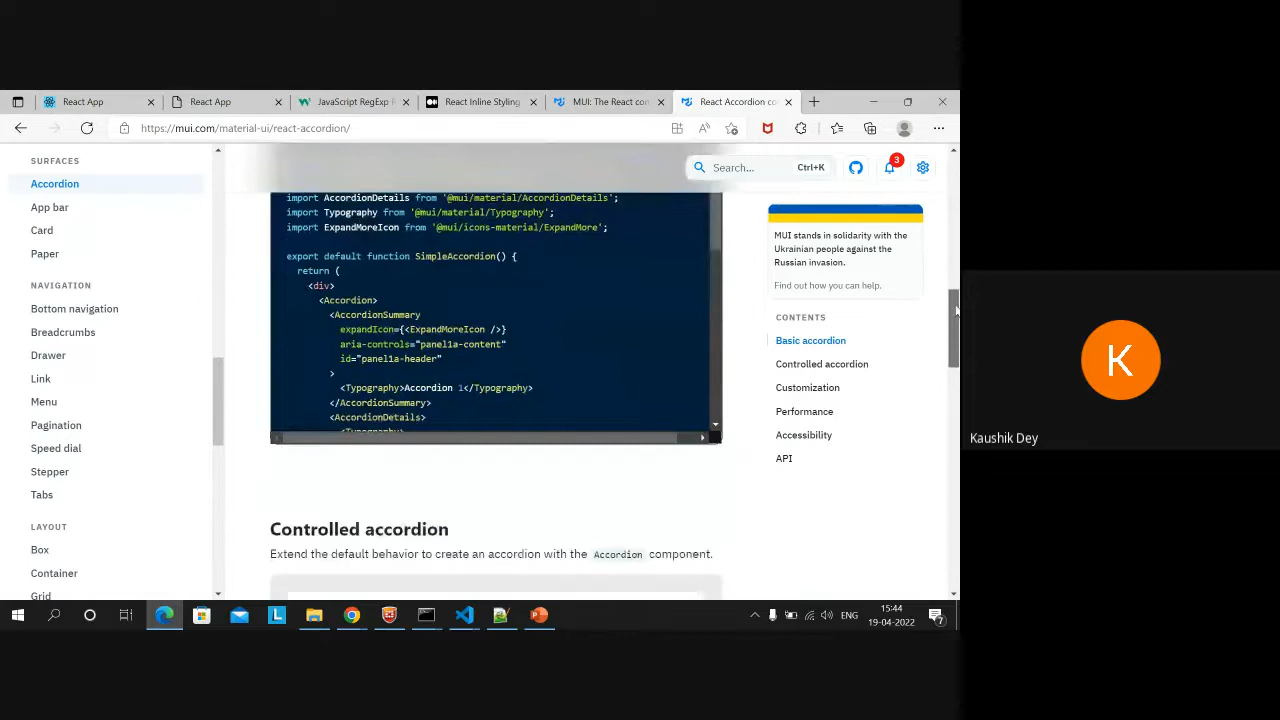 React App
React App
JavaScript RegExp R
React Inline Styling
MUI: The React com
React Accordion co
https://mui.com/material-ui/react-accordion/
SURFACES
Accordion
App bar
Card
Paper
NAVIGATION
Bottom navigation
Breadcrumbs
Drawer
Link
Menu
Pagination
Speed dial
Stepper
Tabs
LAYOUT
Box
Container
Grid
Search...
Ctrl+K
3
import AccordionDetails from '@mui/material/AccordionDetails';
import Typography from '@mui/material/Typography';
import ExpandMoreIcon from '@mui/icons-material/ExpandMore';
export default function SimpleAccordion() {
return (
<div>
<Accordion>
<AccordionSummary
expandIcon={<ExpandMoreIcon />}
aria-controls="panel1a-content"
id="panel1a-header"
>
<Typography>Accordion 1</Typography>
</AccordionSummary>
<AccordionDetails>
<Typography>
Controlled accordion
Extend the default behavior to create an accordion with the Accordion component.
MUI stands in solidarity with the
Ukrainian people against the
Russian invasion.
Find out how you can help.
CONTENTS
Basic accordion
Controlled accordion
Customization
Performance
Accessibility
API
K
Kaushik Dey
ENG
15:44
19-04-2022
7